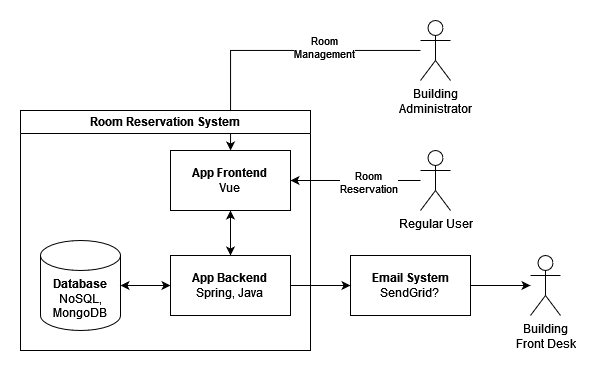 Room
Management
Building
Administrator
Room Reservation System
App Frontend
Vue
Room
Reservation
Regular User
Database
NoSQL,
MongoDB
App Backend
Spring, Java
Email System
SendGrid?
Building
Front Desk